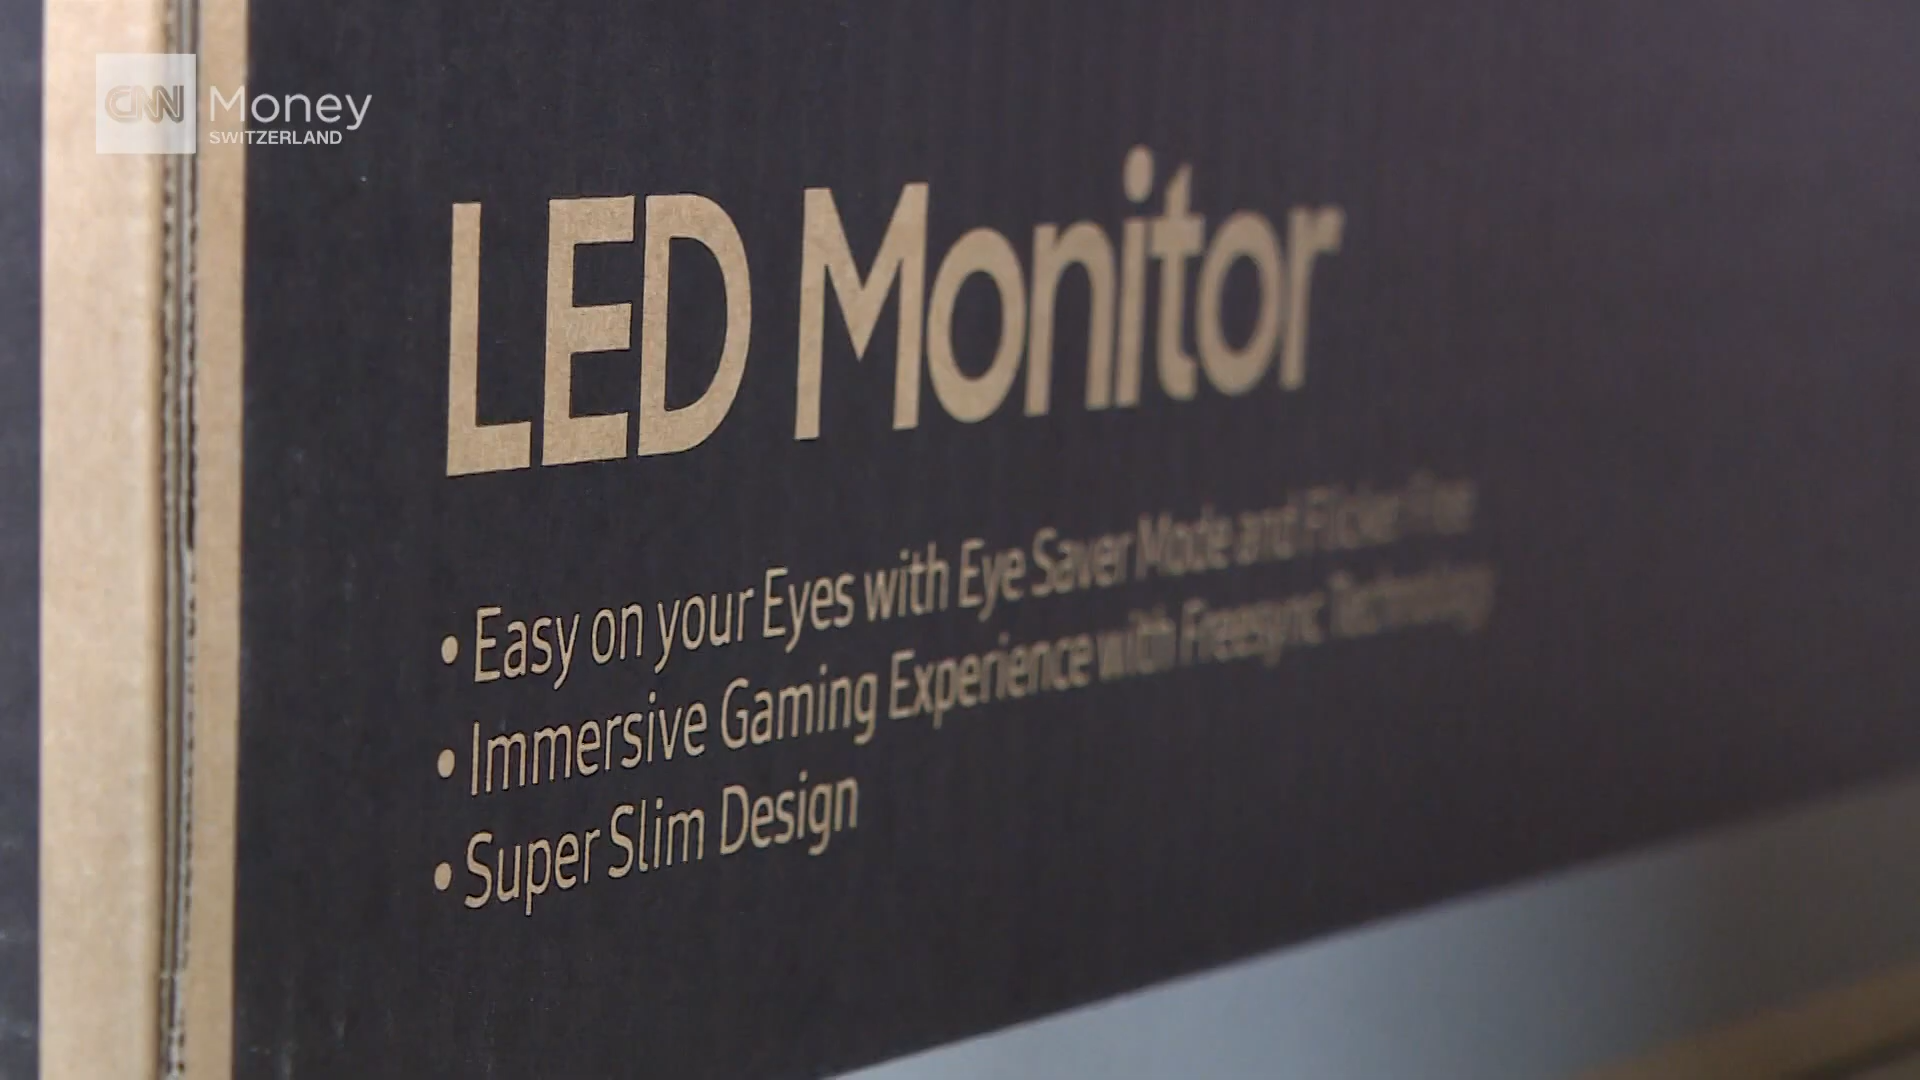 CNN Money
SWITZERLAND
LED Monitor
• Easy on your Eyes with Eye Saver Mode and Flicker Free
• Immersive Gaming Experience with Freesync Technology
• Super Slim Design